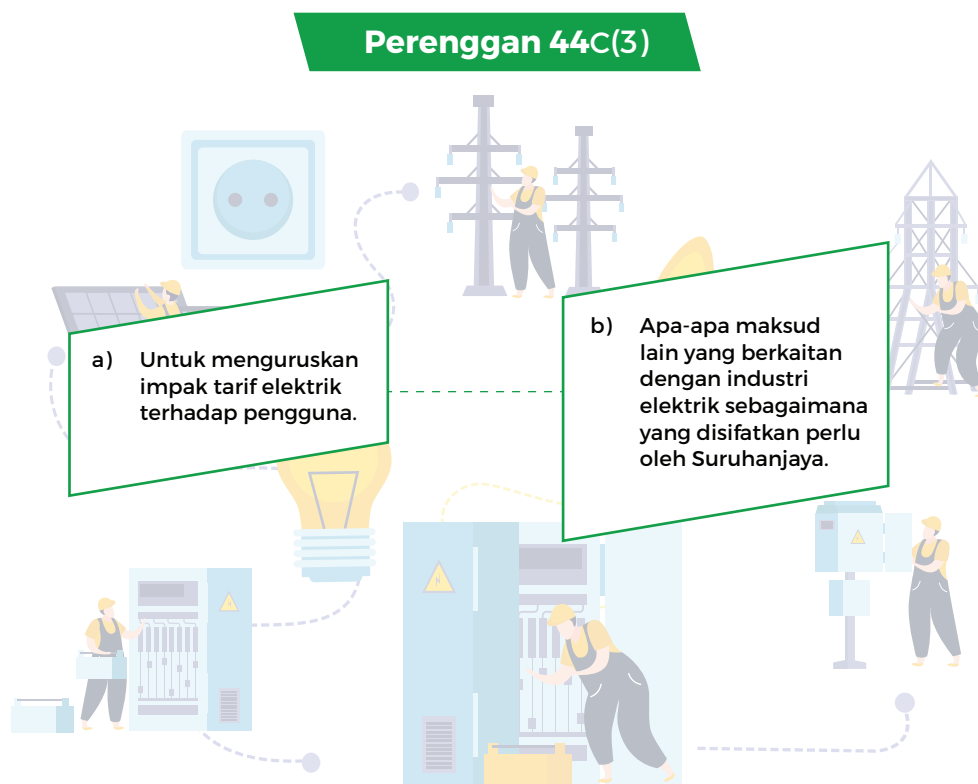 Perenggan 44C(3)
a) Untuk menguruskan
impak tarif elektrik
terhadap pengguna.
b) Apa-apa maksud
lain yang berkaitan
dengan industri
elektrik sebagaimana
yang disifatkan perlu
oleh Suruhanjaya.